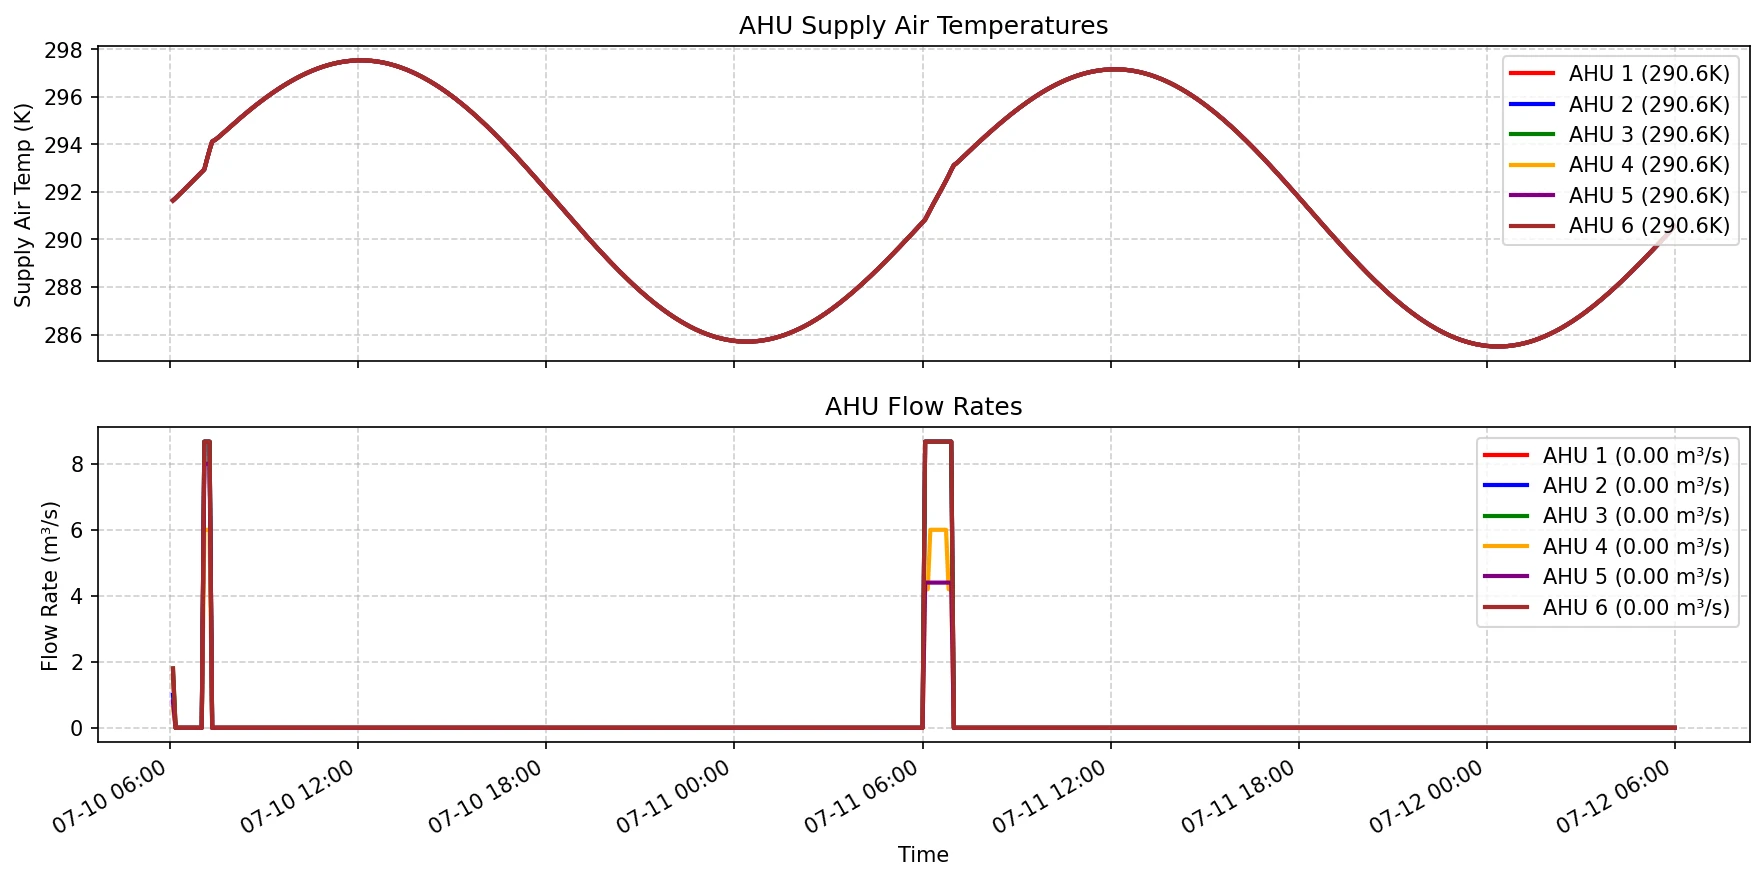 AHU Supply Air Temperatures
Supply Air Temp (K)
298
296
294
292
290
288
286
AHU 1 (290.6K)
AHU 2 (290.6K)
AHU 3 (290.6K)
AHU 4 (290.6K)
AHU 5 (290.6K)
AHU 6 (290.6K)
AHU Flow Rates
Flow Rate (m³/s)
8
6
4
2
0
AHU 1 (0.00 m³/s)
AHU 2 (0.00 m³/s)
AHU 3 (0.00 m³/s)
AHU 4 (0.00 m³/s)
AHU 5 (0.00 m³/s)
AHU 6 (0.00 m³/s)
07-10 06:00
07-10 12:00
07-10 18:00
07-11 00:00
07-11 06:00
07-11 12:00
07-11 18:00
07-12 00:00
07-12 06:00
Time